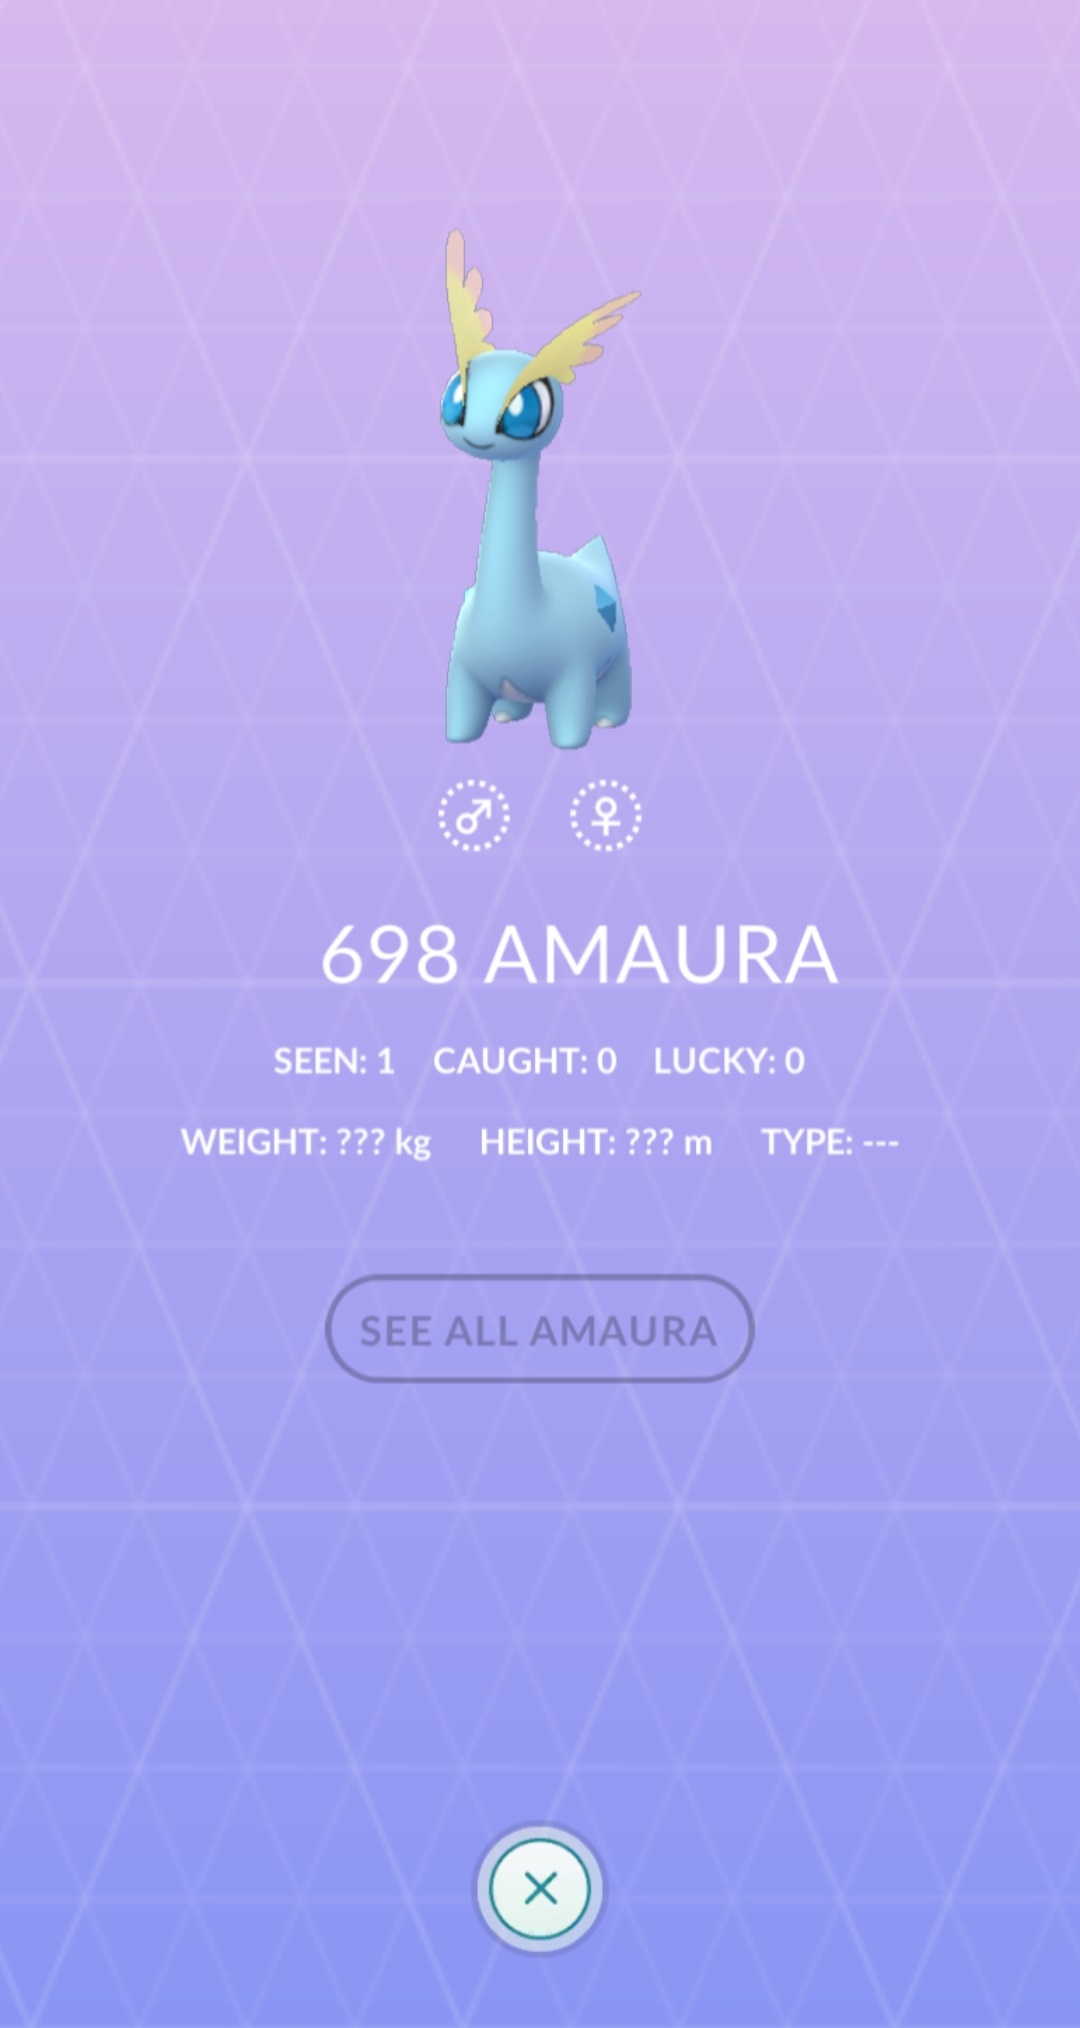 698 AMAURA
SEEN: 1 CAUGHT: 0 LUCKY: 0
WEIGHT: ??? kg HEIGHT: ??? m TYPE: ---
SEE ALL AMAURA